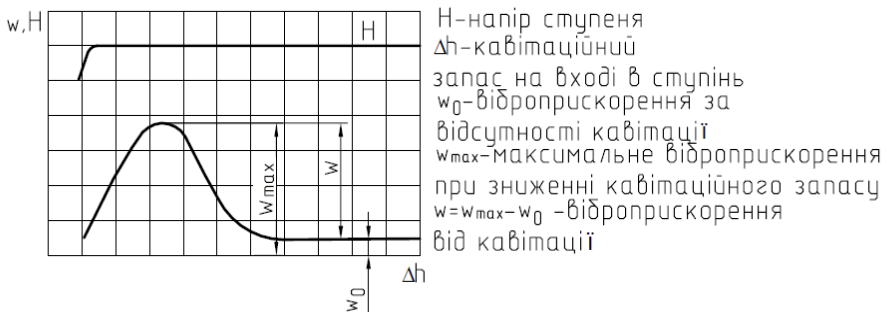 w,H
H
w
wmax
Δh
w0
H-напір ступеня
Δh-кавітаційний
запас на вході в ступінь
w0-віброприскорення за
відсутності кавітації
wmax-максимальне віброприскорення
при зниженні кавітаційного запасу
w=wmax-w0 -віброприскорення
від кавітації